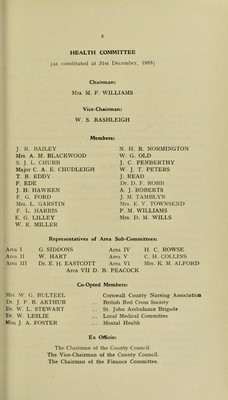 5
HEALTH COMMITTEE
(as constituted at 31st December, 1955)
Chairman:
Mrs. M. F. WILLIAMS
Vice-Chairman:
W. S. RASHLEIGH
Members:
J. R. BAILEY N. H. R. NORMINGTON
Mrs. A. M. BLACKWOOD W. G. OLD
S. J. L. CHUBB J. C. PENBERTHY
Major C. A. E. CHUDLEIGH W. J. T. PETERS
T. B. EDDY J. READ
F. EDE Dr. D. F. ROBB
J. H. HAWKEN A. J. ROBERTS
F. G. FORD J. M. TAMBLYN
Mrs. L. GARSTIN Mrs. E. V. TOWNSEND
F. L. HARRIS P. M. WILLIAMS
E. G. LILLEY Mrs. D. M. WILLS
W. E. MILLER
Representatives of Area Sub-Committees:
Area I G. SIDDONS Area IV H. C. ROWSE
Area II W. HART Area V C. H. COLLINS
Area III Dr. E. H. EASTCOTT Area VI Mrs. K. M. ALFORD
Area VII D. B. PEACOCK
Co-Opted Members:
Mrs. W. G. BULTEEL Cornwall County Nursing Association
Dr. J. P. B. ARTHUR ... British Red Cross Society
Dr. W. L. STEWART ... St. John Ambulance Brigade
Dr. W. LESLIE ... Local Medical Committee
Miss J. A. FOSTER ... Mental Health
Ex Officio:
The Chairman of the County Council.
The Vice-Chairman of the County Council.
The Chairman of the Finance Committee.